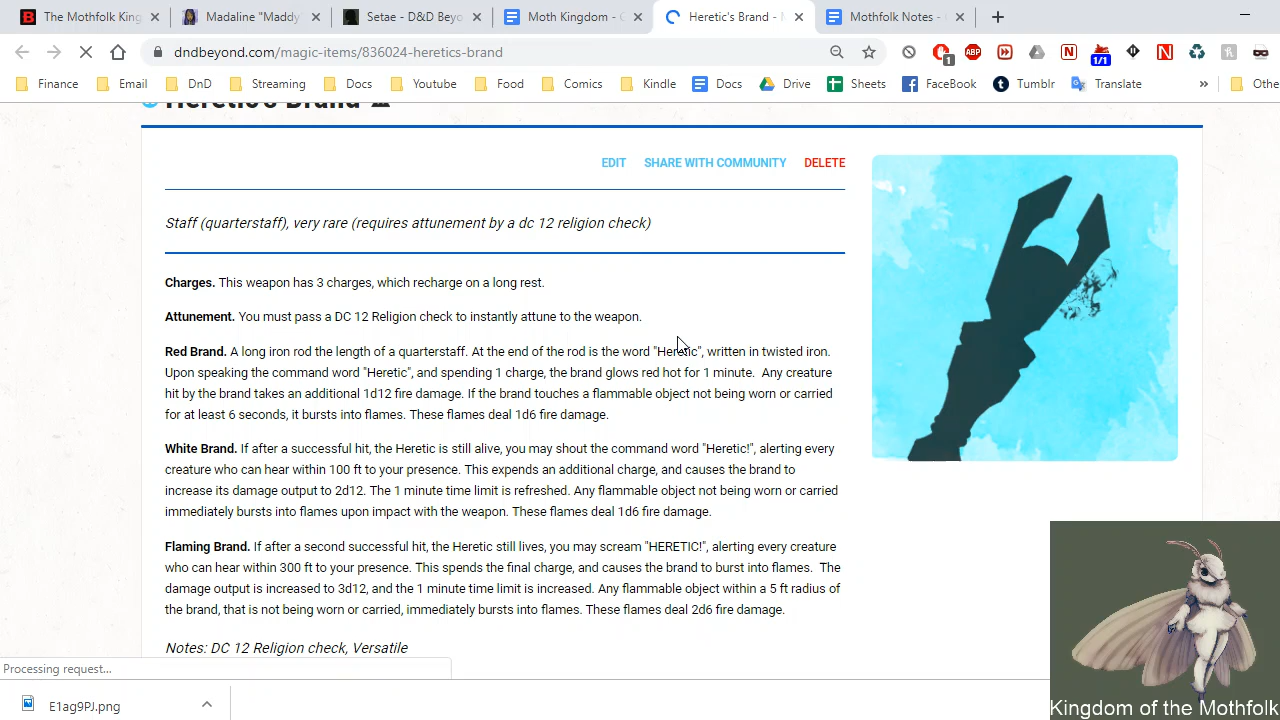 The Mothfolk King
Madaline "Maddy
Setae - D&D Beyo
Moth Kingdom - G
Heretic's Brand - M
Mothfolk Notes -
dndbeyond.com/magic-items/836024-heretics-brand
1
ABP
1/1
Finance
Email
DnD
Streaming
Docs
Youtube
Food
Comics
Kindle
Docs
Drive
Sheets
FaceBook
Tumblr
Translate
»
Othe
Heretic's Brand
EDIT SHARE WITH COMMUNITY DELETE
Staff (quarterstaff), very rare (requires attunement by a dc 12 religion check)
Charges. This weapon has 3 charges, which recharge on a long rest.
Attunement. You must pass a DC 12 Religion check to instantly attune to the weapon.
Red Brand. A long iron rod the length of a quarterstaff. At the end of the rod is the word "Heretic", written in twisted iron.
Upon speaking the command word "Heretic", and spending 1 charge, the brand glows red hot for 1 minute. Any creature
hit by the brand takes an additional 1d12 fire damage. If the brand touches a flammable object not being worn or carried
for at least 6 seconds, it bursts into flames. These flames deal 1d6 fire damage.
White Brand. If after a successful hit, the Heretic is still alive, you may shout the command word "Heretic!", alerting every
creature who can hear within 100 ft to your presence. This expends an additional charge, and causes the brand to
increase its damage output to 2d12. The 1 minute time limit is refreshed. Any flammable object not being worn or carried
immediately bursts into flames upon impact with the weapon. These flames deal 1d6 fire damage.
Flaming Brand. If after a second successful hit, the Heretic still lives, you may scream "HERETIC!", alerting every creature
who can hear within 300 ft to your presence. This spends the final charge, and causes the brand to burst into flames. The
damage output is increased to 3d12, and the 1 minute time limit is increased. Any flammable object within a 5 ft radius of
the brand, that is not being worn or carried, immediately bursts into flames. These flames deal 2d6 fire damage.
Notes: DC 12 Religion check, Versatile
Processing request...
E1ag9PJ.png
Kingdom of the Mothfolk